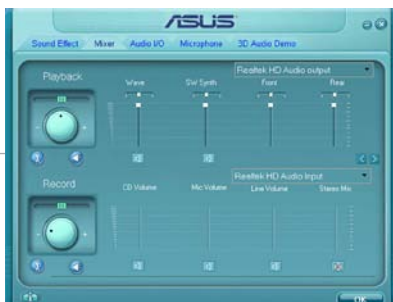 ASUS
Sound Effect Mixer Audio I/O Microphone 3D Audio Demo
Realtek HD Audio output
Playback
Wave SW Synth Front Rear
Realtek HD Audio Input
Record
CD Volume Mic Volume Line Volume Stereo Mix
OK